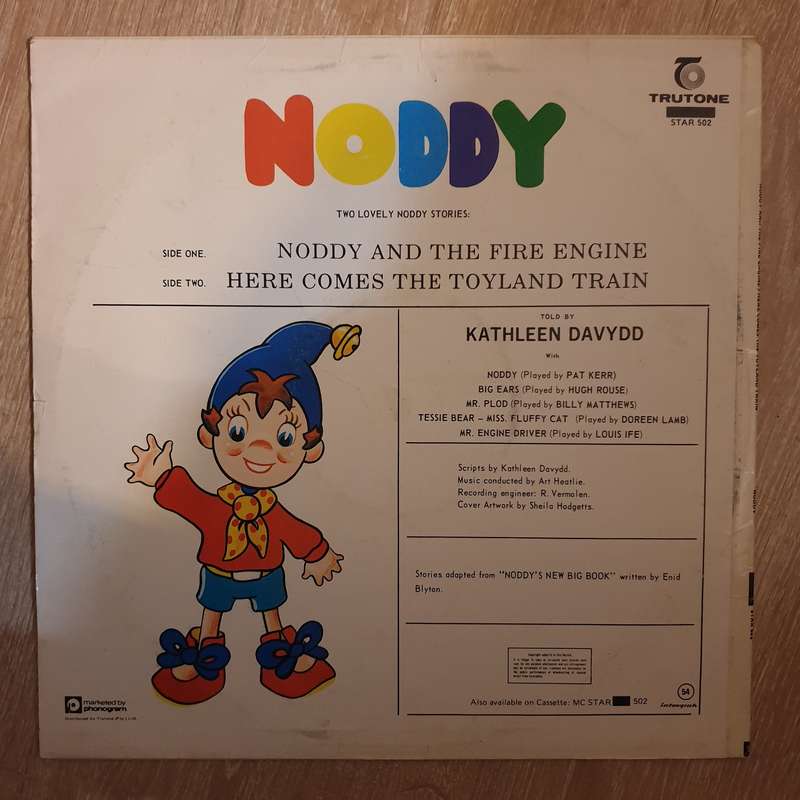 TRUTONE
STAR 502
NODDY
TWO LOVELY NODDY STORIES:
SIDE ONE. NODDY AND THE FIRE ENGINE
SIDE TWO. HERE COMES THE TOYLAND TRAIN
TOLD BY
KATHLEEN DAVYDD
With
NODDY (Played by PAT KERR)
BIG EARS (Played by HUGH ROUSE)
MR. PLOD (Played by BILLY MATTHEWS)
TESSIE BEAR – MISS. FLUFFY CAT (Played by DOREEN LAMB)
MR. ENGINE DRIVER (Played by LOUIS IFE)
Scripts by Kathleen Davydd.
Music conducted by Art Heatlie.
Recording engineer: R. Vermolen.
Cover Artwork by Sheila Hodgetts.
Stories adapted from "NODDY'S NEW BIG BOOK" written by Enid
Blyton.
Also available on Cassette: MC STAR 502
54
intergrak
marketed by
phonogram